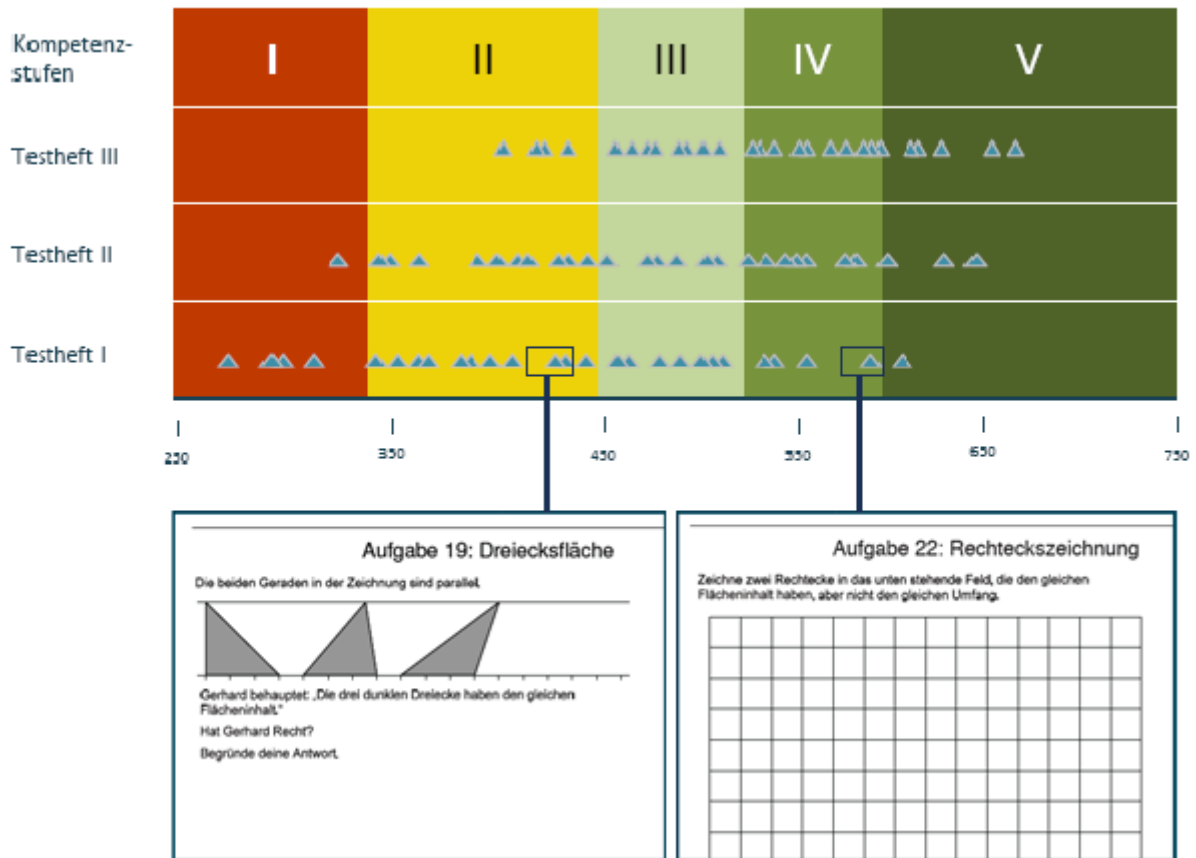 Kompetenz-
stufen
I
II
III
IV
V
Testheft III
Testheft II
Testheft I
250
350
450
550
650
750
Aufgabe 19: Dreiecksfläche
Die beiden Geraden in der Zeichnung sind parallel.
Gerhard behauptet: „Die drei dunklen Dreiecke haben den gleichen
Flächeninhalt."
Hat Gerhard Recht?
Begründe deine Antwort.
Aufgabe 22: Rechteckszeichnung
Zeichne zwei Rechtecke in das unten stehende Feld, die den gleichen
Flächeninhalt haben, aber nicht den gleichen Umfang.